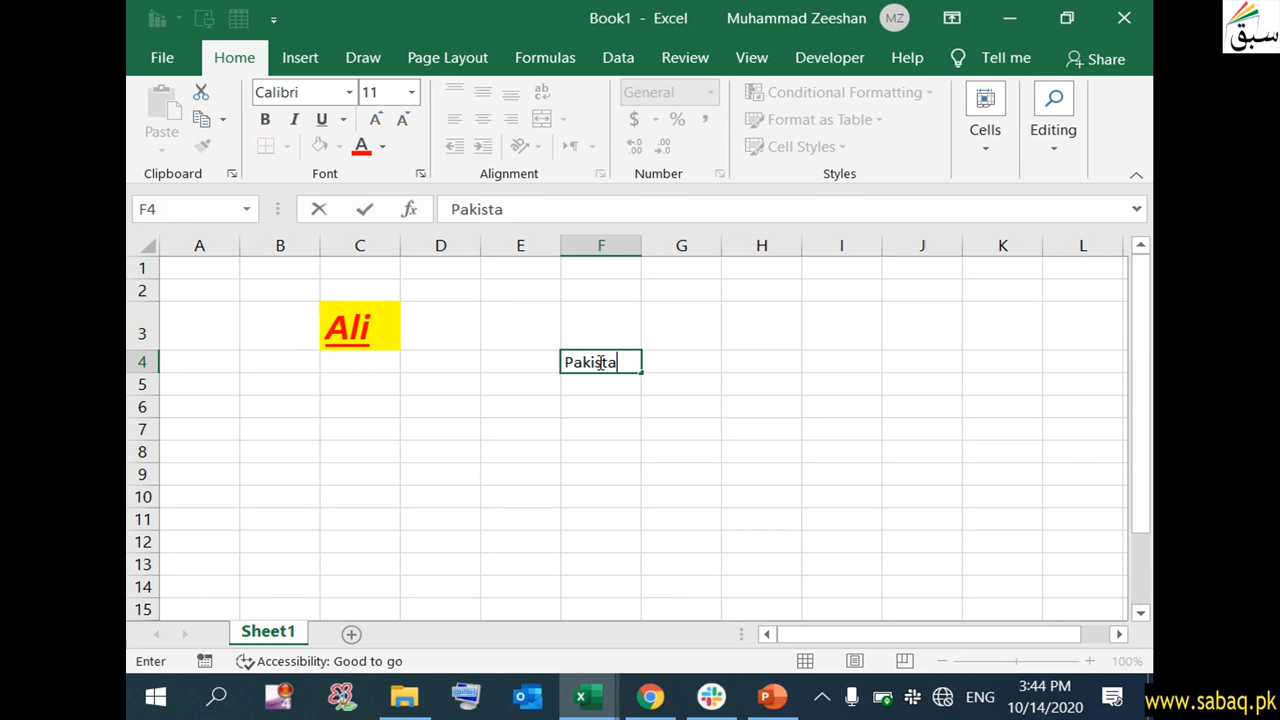 Book1 - Excel Muhammad Zeeshan MZ
سبق
File Home Insert Draw Page Layout Formulas Data Review View Developer Help Tell me Share
Calibri 11 ab General Conditional Formatting
Paste B I U A A $ % , Format as Table Cells Editing
A Cell Styles
Clipboard Font Alignment Number Styles
F4 fx Pakista
A B C D E F G H I J K L
1
2
3 Ali
4 Pakista
5
6
7
8
9
10
11
12
13
14
15
Sheet1
Enter Accessibility: Good to go 100%
ENG 3:44 PM
10/14/2020
www.sabaq.pk